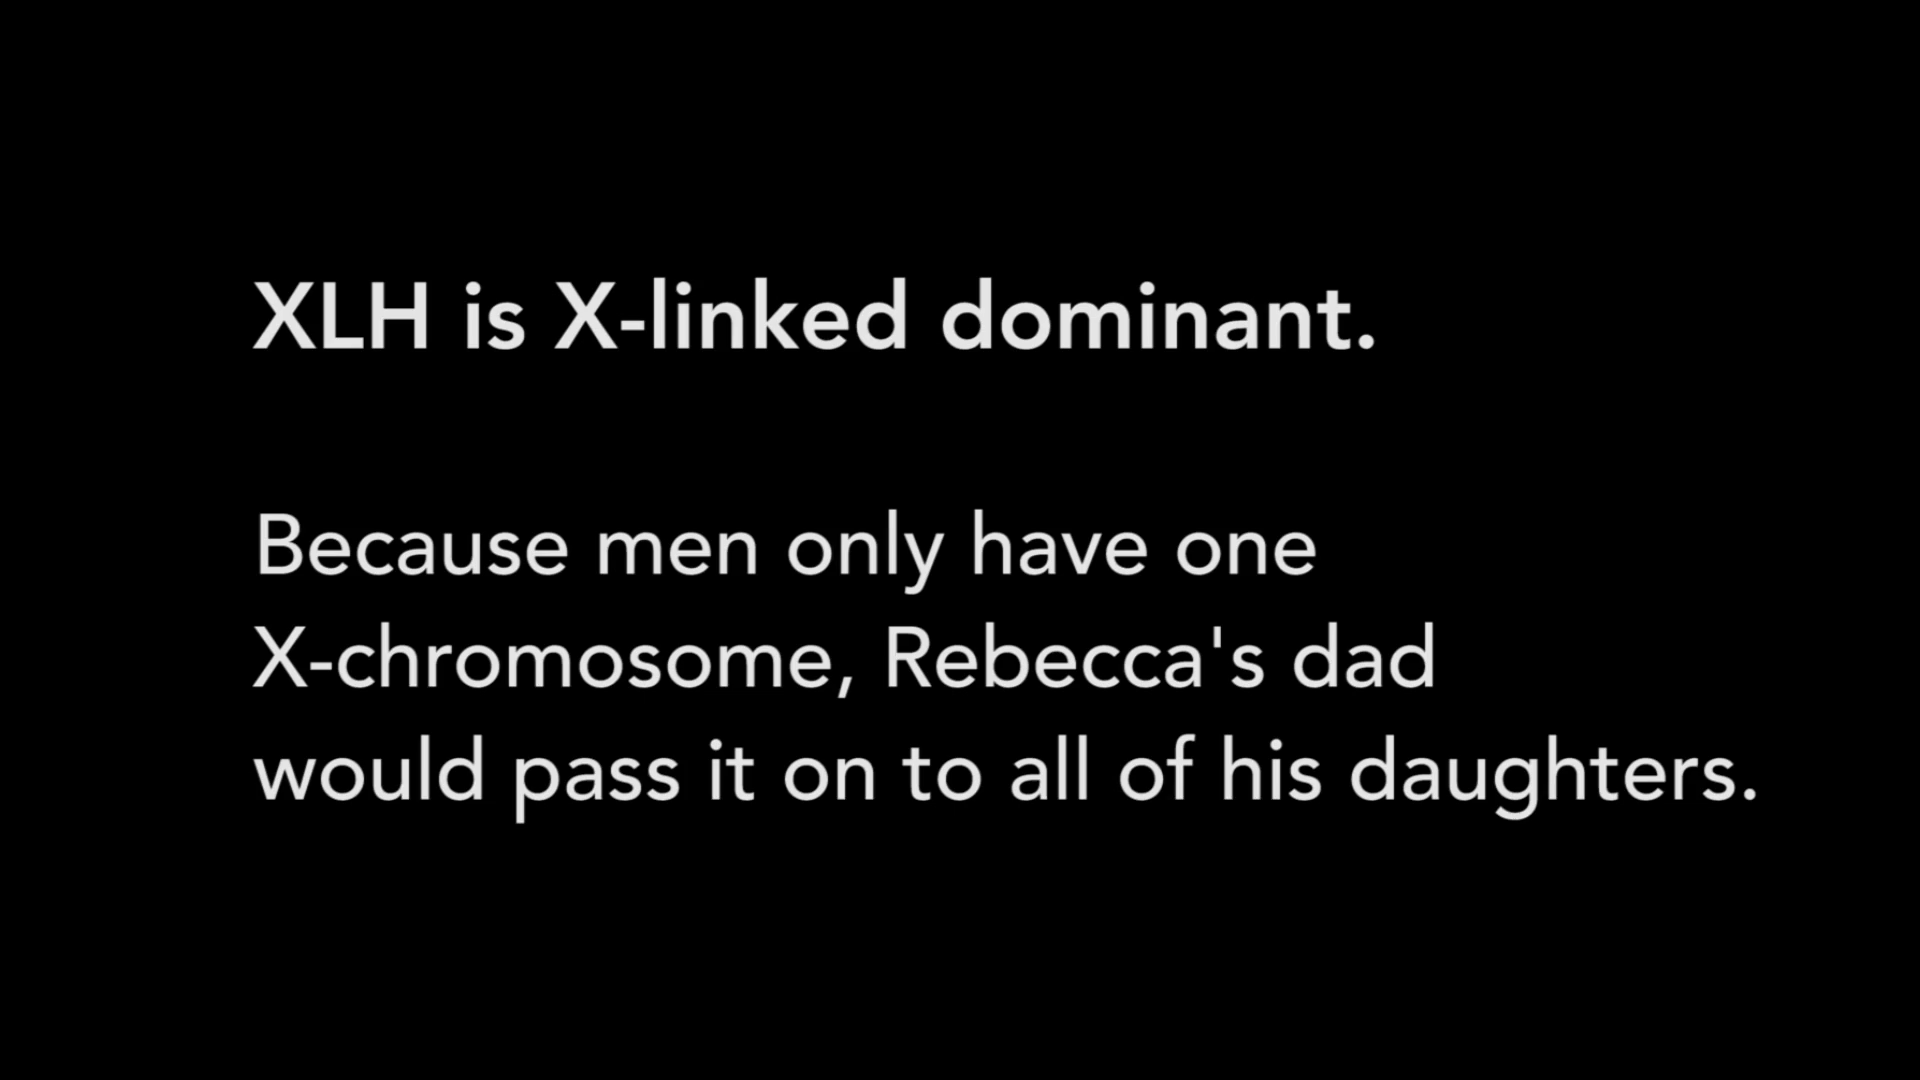 XLH is X-linked dominant.
Because men only have one
X-chromosome, Rebecca's dad
would pass it on to all of his daughters.